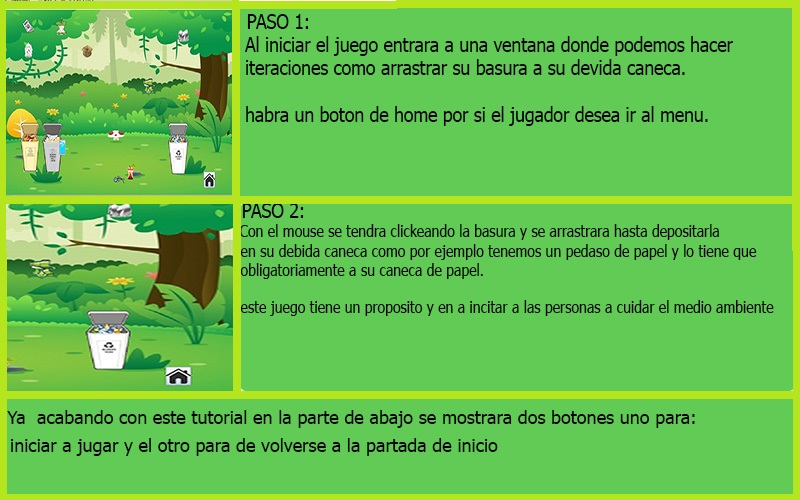 PASO 1:
Al iniciar el juego entrara a una ventana donde podemos hacer
iteraciones como arrastrar su basura a su devida caneca.
habra un boton de home por si el jugador desea ir al menu.
PASO 2:
Con el mouse se tendra clickeando la basura y se arrastrara hasta depositarla
en su debida caneca como por ejemplo tenemos un pedaso de papel y lo tiene que
obligatoriamente a su caneca de papel.
este juego tiene un proposito y en a incitar a las personas a cuidar el medio ambiente
Ya acabando con este tutorial en la parte de abajo se mostrara dos botones uno para:
iniciar a jugar y el otro para de volverse a la partada de inicio